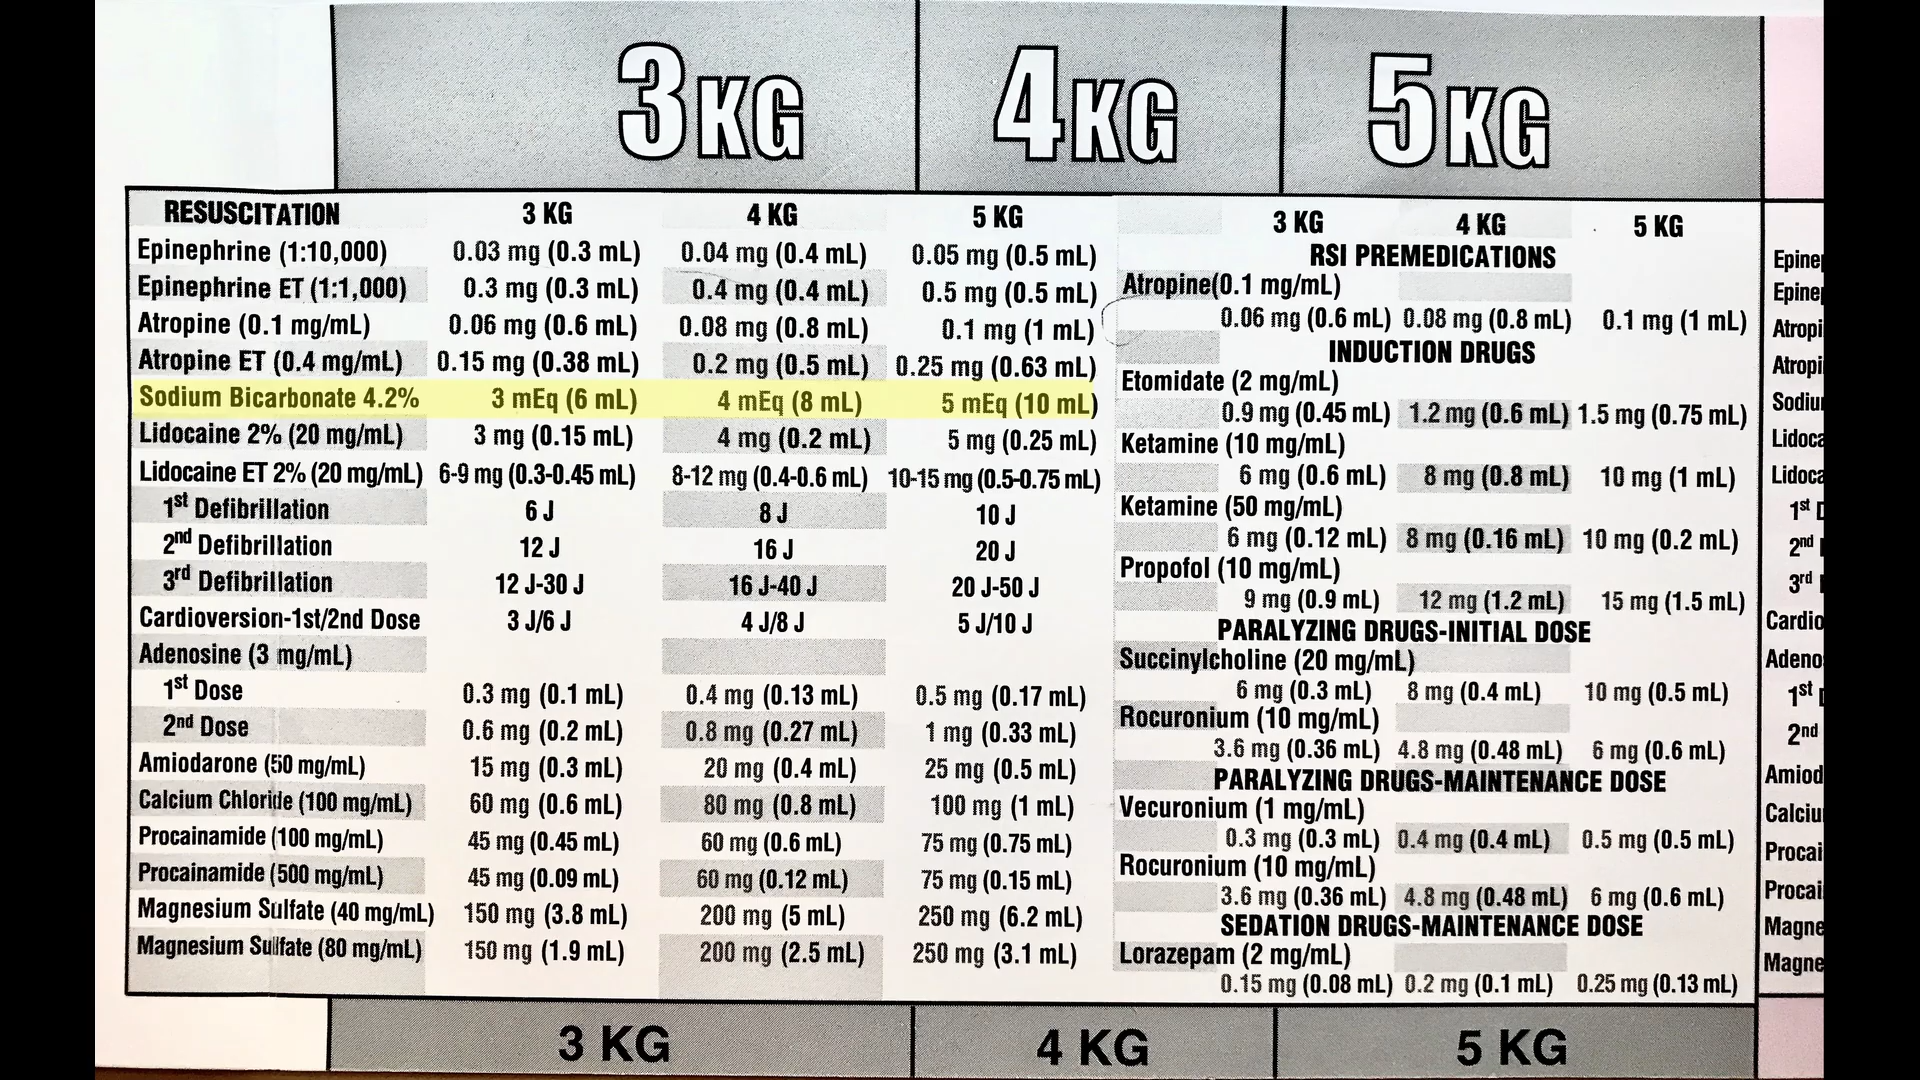 3 KG 4 KG 5 KG
RESUSCITATION 3 KG 4 KG 5 KG
Epinephrine (1:10,000) 0.03 mg (0.3 mL) 0.04 mg (0.4 mL) 0.05 mg (0.5 mL)
Epinephrine ET (1:1,000) 0.3 mg (0.3 mL) 0.4 mg (0.4 mL) 0.5 mg (0.5 mL)
Atropine (0.1 mg/mL) 0.06 mg (0.6 mL) 0.08 mg (0.8 mL) 0.1 mg (1 mL)
Atropine ET (0.4 mg/mL) 0.15 mg (0.38 mL) 0.2 mg (0.5 mL) 0.25 mg (0.63 mL)
Sodium Bicarbonate 4.2% 3 mEq (6 mL) 4 mEq (8 mL) 5 mEq (10 mL)
Lidocaine 2% (20 mg/mL) 3 mg (0.15 mL) 4 mg (0.2 mL) 5 mg (0.25 mL)
Lidocaine ET 2% (20 mg/mL) 6-9 mg (0.3-0.45 mL) 8-12 mg (0.4-0.6 mL) 10-15 mg (0.5-0.75 mL)
1st Defibrillation 6 J 8 J 10 J
2nd Defibrillation 12 J 16 J 20 J
3rd Defibrillation 12 J-30 J 16 J-40 J 20 J-50 J
Cardioversion-1st/2nd Dose 3 J/6 J 4 J/8 J 5 J/10 J
Adenosine (3 mg/mL)
1st Dose 0.3 mg (0.1 mL) 0.4 mg (0.13 mL) 0.5 mg (0.17 mL)
2nd Dose 0.6 mg (0.2 mL) 0.8 mg (0.27 mL) 1 mg (0.33 mL)
Amiodarone (50 mg/mL) 15 mg (0.3 mL) 20 mg (0.4 mL) 25 mg (0.5 mL)
Calcium Chloride (100 mg/mL) 60 mg (0.6 mL) 80 mg (0.8 mL) 100 mg (1 mL)
Procainamide (100 mg/mL) 45 mg (0.45 mL) 60 mg (0.6 mL) 75 mg (0.75 mL)
Procainamide (500 mg/mL) 45 mg (0.09 mL) 60 mg (0.12 mL) 75 mg (0.15 mL)
Magnesium Sulfate (40 mg/mL) 150 mg (3.8 mL) 200 mg (5 mL) 250 mg (6.2 mL)
Magnesium Sulfate (80 mg/mL) 150 mg (1.9 mL) 200 mg (2.5 mL) 250 mg (3.1 mL)
3 KG 4 KG 5 KG
RSI PREMEDICATIONS
Atropine(0.1 mg/mL)
0.06 mg (0.6 mL) 0.08 mg (0.8 mL) 0.1 mg (1 mL)
INDUCTION DRUGS
Etomidate (2 mg/mL)
0.9 mg (0.45 mL) 1.2 mg (0.6 mL) 1.5 mg (0.75 mL)
Ketamine (10 mg/mL)
6 mg (0.6 mL) 8 mg (0.8 mL) 10 mg (1 mL)
Ketamine (50 mg/mL)
6 mg (0.12 mL) 8 mg (0.16 mL) 10 mg (0.2 mL)
Propofol (10 mg/mL)
9 mg (0.9 mL) 12 mg (1.2 mL) 15 mg (1.5 mL)
PARALYZING DRUGS-INITIAL DOSE
Succinylcholine (20 mg/mL)
6 mg (0.3 mL) 8 mg (0.4 mL) 10 mg (0.5 mL)
Rocuronium (10 mg/mL)
3.6 mg (0.36 mL) 4.8 mg (0.48 mL) 6 mg (0.6 mL)
PARALYZING DRUGS-MAINTENANCE DOSE
Vecuronium (1 mg/mL)
0.3 mg (0.3 mL) 0.4 mg (0.4 mL) 0.5 mg (0.5 mL)
Rocuronium (10 mg/mL)
3.6 mg (0.36 mL) 4.8 mg (0.48 mL) 6 mg (0.6 mL)
SEDATION DRUGS-MAINTENANCE DOSE
Lorazepam (2 mg/mL)
0.15 mg (0.08 mL) 0.2 mg (0.1 mL) 0.25 mg (0.13 mL)
1st
2nd
3rd
1st
2nd
3 KG 4 KG 5 KG